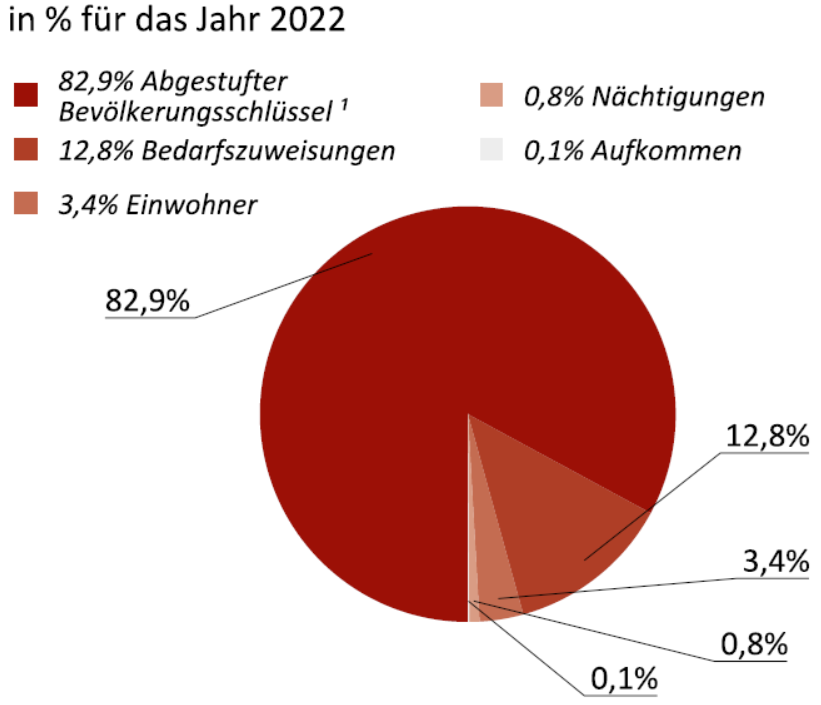 in % für das Jahr 2022
82,9% Abgestufter
Bevölkerungsschlüssel ¹
12,8% Bedarfszuweisungen
3,4% Einwohner
0,8% Nächtigungen
0,1% Aufkommen
82,9%
12,8%
3,4%
0,8%
0,1%